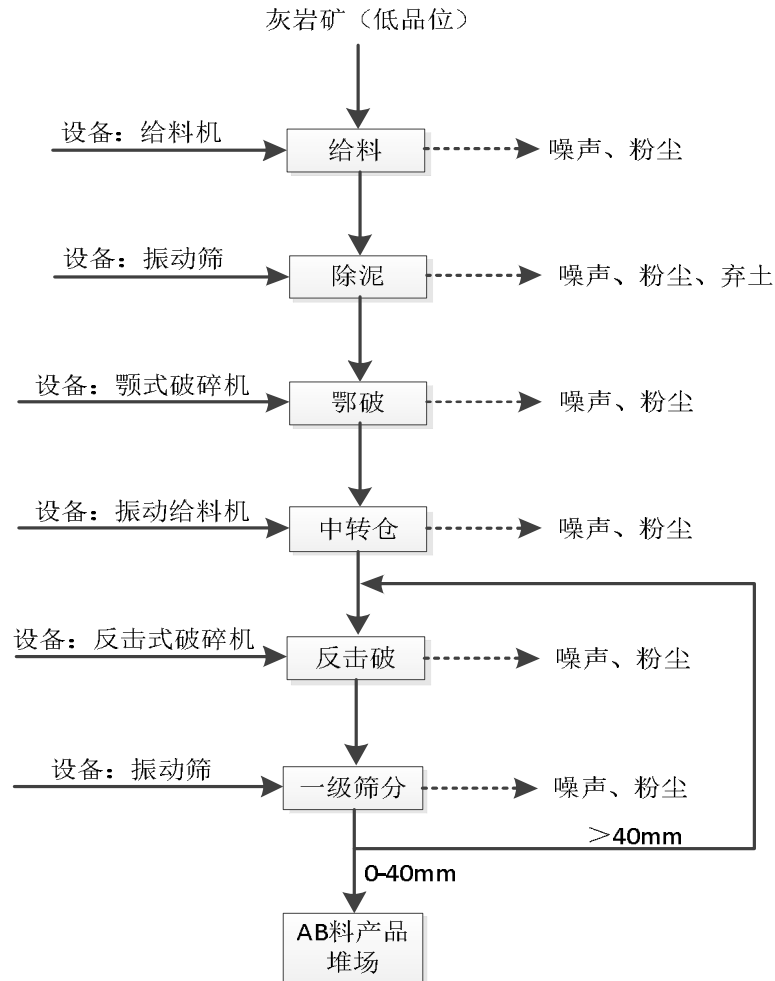 灰岩矿（低品位）
设备：给料机
给料
噪声、粉尘
设备：振动筛
除泥
噪声、粉尘、弃土
设备：颚式破碎机
鄂破
噪声、粉尘
设备：振动给料机
中转仓
噪声、粉尘
设备：反击式破碎机
反击破
噪声、粉尘
设备：振动筛
一级筛分
噪声、粉尘
＞40mm
0-40mm
AB料产品
堆场